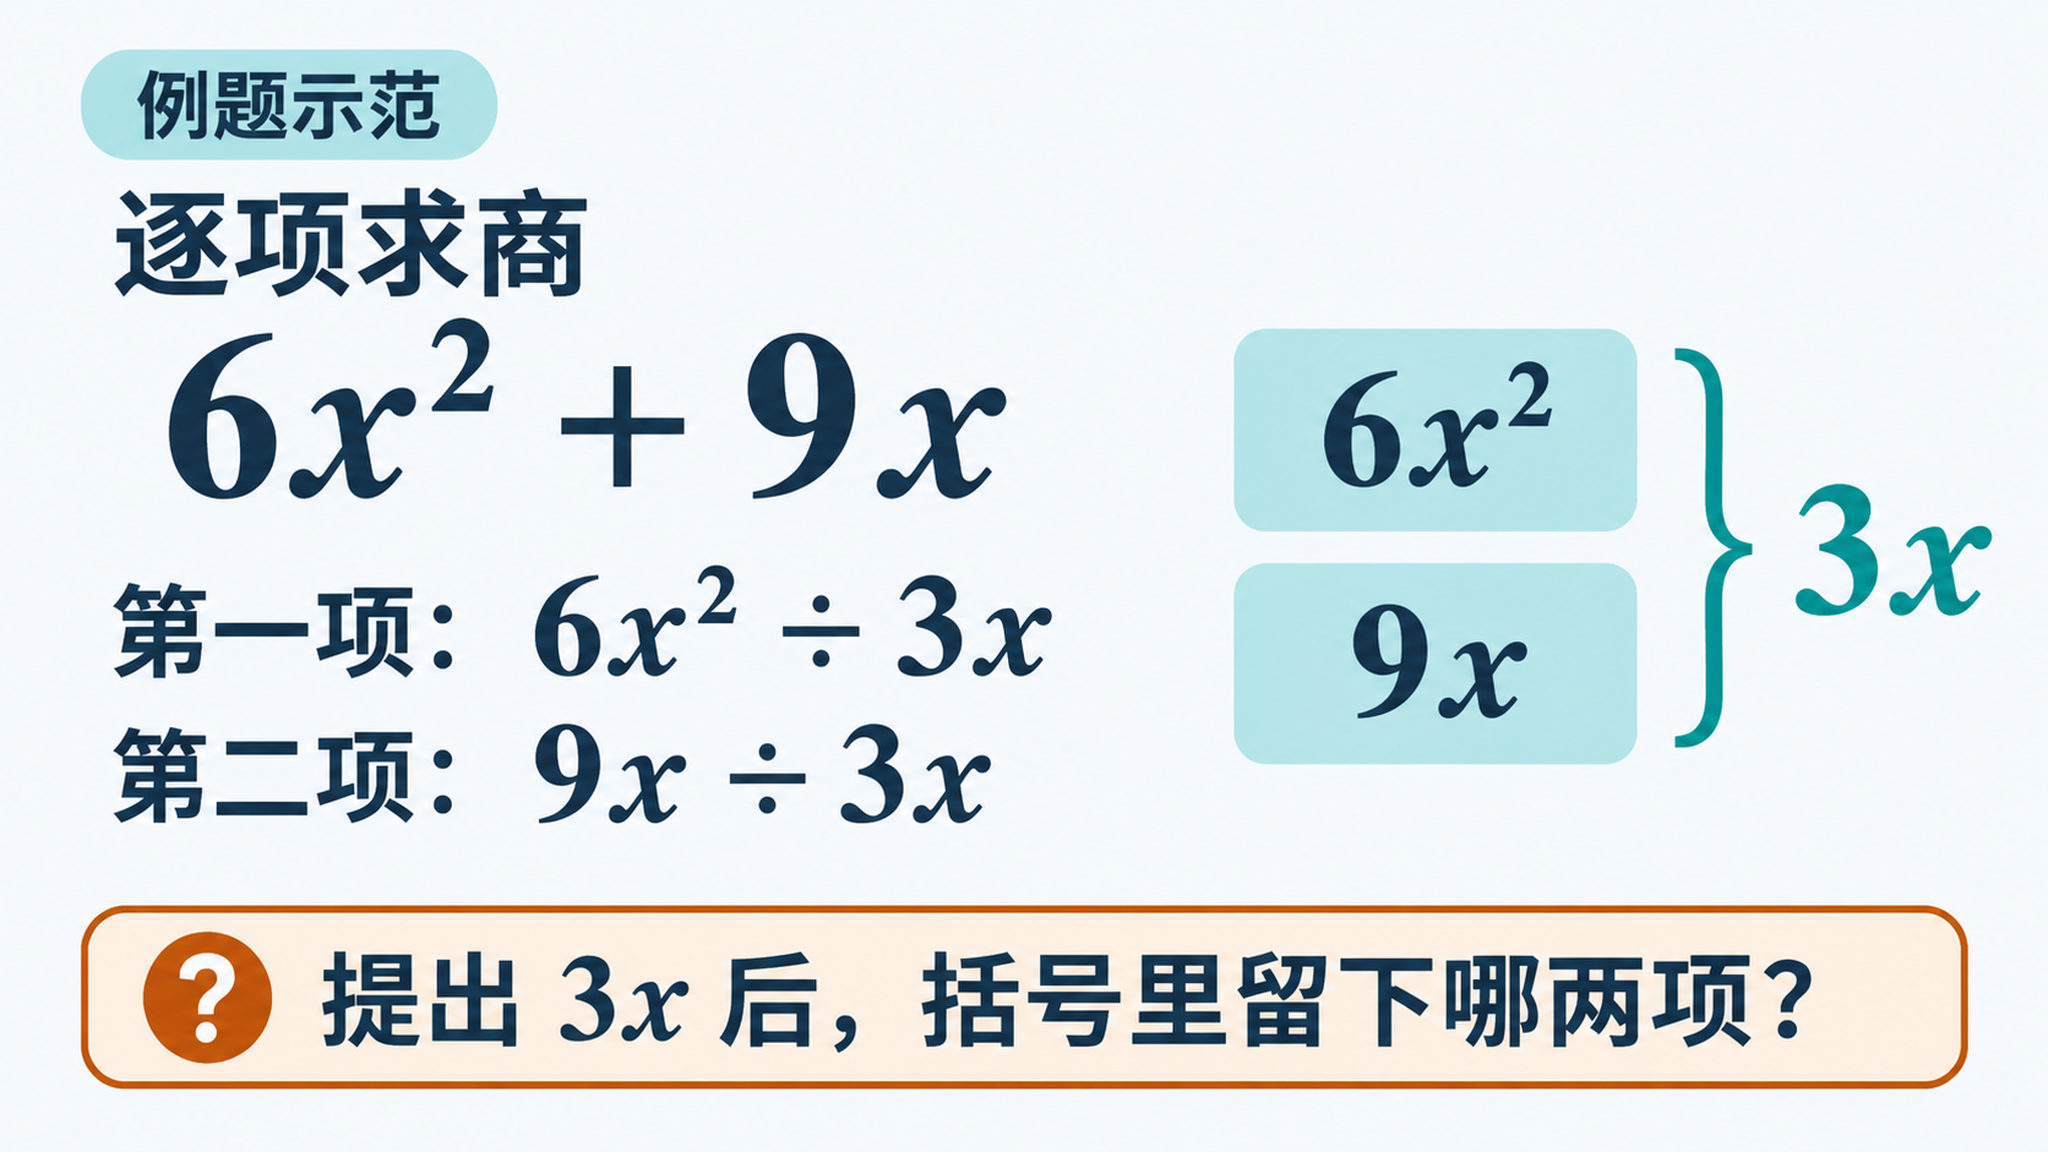 例题示范
逐项求商
6x² + 9x
第一项：6x² ÷ 3x
第二项：9x ÷ 3x
6x²
9x
3x
? 提出 3x 后，括号里留下哪两项？